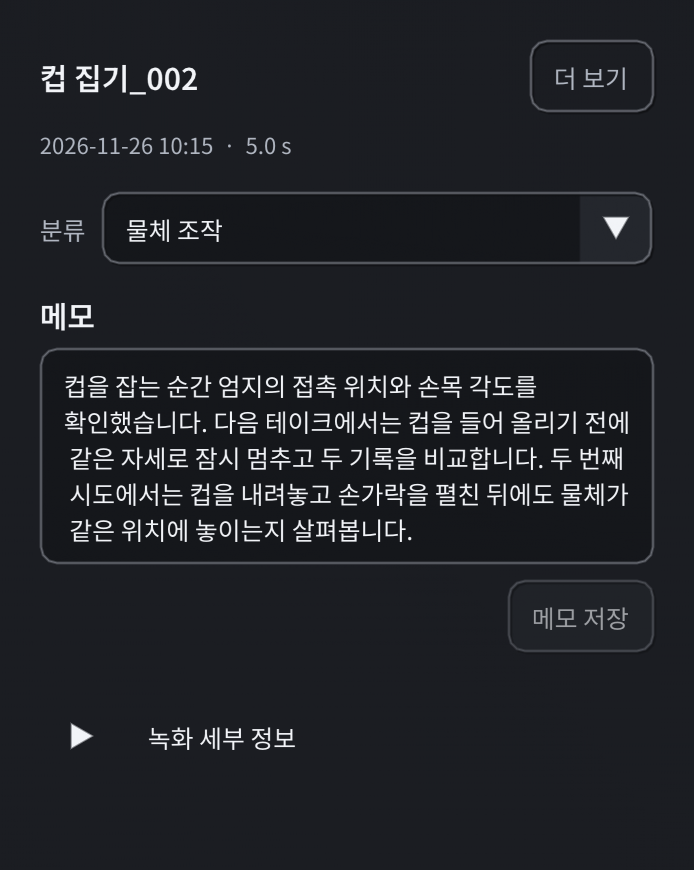 컵 집기_002
더 보기
2026-11-26 10:15 · 5.0 s
분류
물체 조작
메모
컵을 잡는 순간 엄지의 접촉 위치와 손목 각도를
확인했습니다. 다음 테이크에서는 컵을 들어 올리기 전에
같은 자세로 잠시 멈추고 두 기록을 비교합니다. 두 번째
시도에서는 컵을 내려놓고 손가락을 펼친 뒤에도 물체가
같은 위치에 놓이는지 살펴봅니다.
메모 저장
녹화 세부 정보